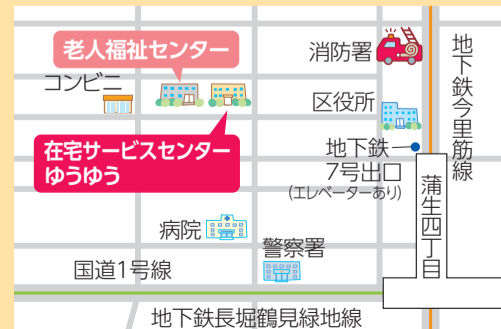 老人福祉センター
コンビニ
在宅サービスセンター
ゆうゆう
消防署
区役所
地下鉄
7号出口
(エレベーターあり)
地下鉄今里筋線
蒲生四丁目
病院
警察署
国道1号線
地下鉄長堀鶴見緑地線